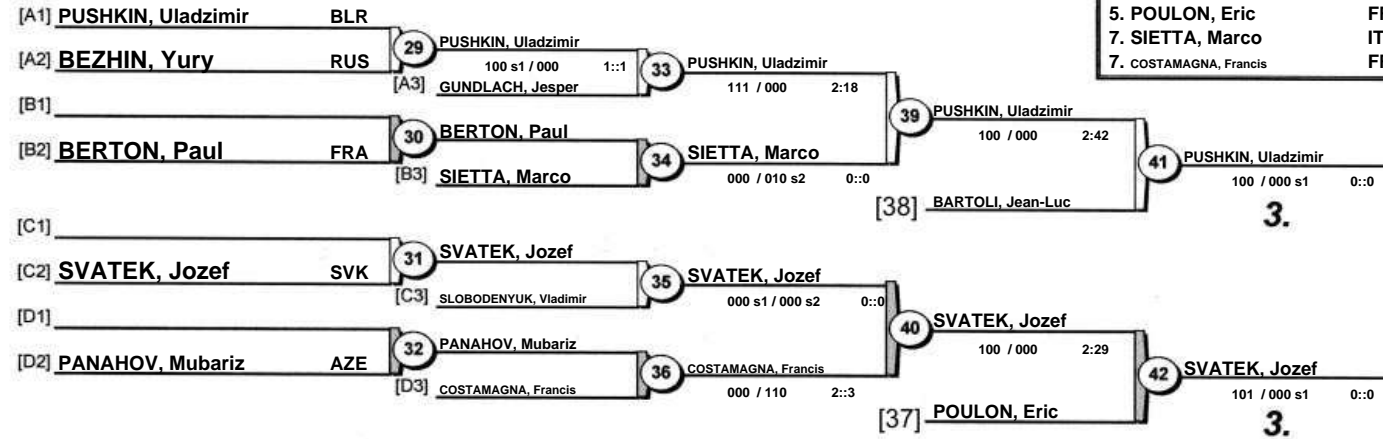 [A1] PUSHKIN, Uladzimir BLR
[A2] BEZHIN, Yury RUS
29
PUSHKIN, Uladzimir
100 s1 / 000 1::1
[A3] GUNDLACH, Jesper
33
PUSHKIN, Uladzimir
111 / 000 2:18
[B1]
[B2] BERTON, Paul FRA
30
BERTON, Paul
[B3] SIETTA, Marco
34
SIETTA, Marco
000 / 010 s2 0::0
39
PUSHKIN, Uladzimir
100 / 000 2:42
[38] BARTOLI, Jean-Luc
41
PUSHKIN, Uladzimir
100 / 000 s1 0::0
3.
[C1]
[C2] SVATEK, Jozef SVK
31
SVATEK, Jozef
[C3] SLOBODENYUK, Vladimir
35
SVATEK, Jozef
000 s1 / 000 s2 0::0
[D1]
[D2] PANAHOV, Mubariz AZE
32
PANAHOV, Mubariz
[D3] COSTAMAGNA, Francis
36
COSTAMAGNA, Francis
000 / 110 2::3
40
SVATEK, Jozef
100 / 000 2:29
[37] POULON, Eric
42
SVATEK, Jozef
101 / 000 s1 0::0
3.
5. POULON, Eric
7. SIETTA, Marco
7. COSTAMAGNA, Francis